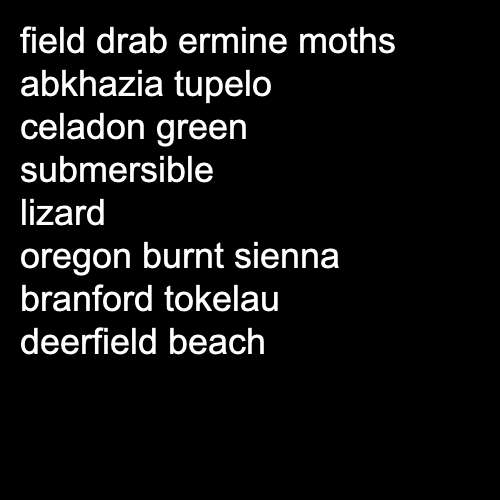 field drab ermine moths
abkhazia tupelo
celadon green
submersible
lizard
oregon burnt sienna
branford tokelau
deerfield beach